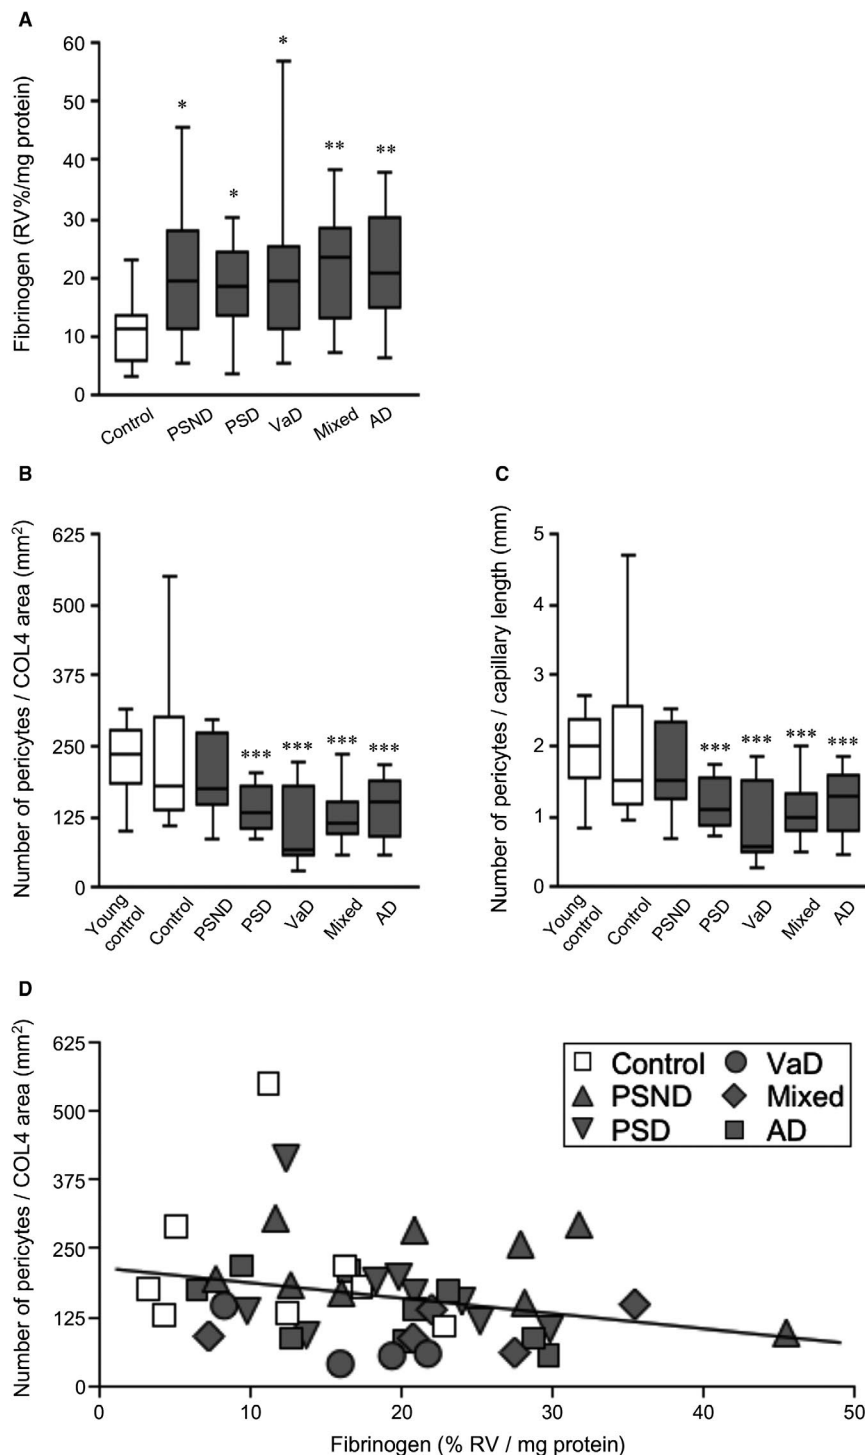 A
Fibrinogen (RV%/mg protein)
60
50
40
30
20
10
0
*
*
*
**
**
Control
PSND
PSD
VaD
Mixed
AD
B
Number of pericytes / COL4 area (mm²)
625
500
375
250
125
0
***
***
***
***
Young control
Control
PSND
PSD
VaD
Mixed
AD
C
Number of pericytes / capillary length (mm)
5
4
3
2
1
0
***
***
***
***
Young control
Control
PSND
PSD
VaD
Mixed
AD
D
Number of pericytes / COL4 area (mm²)
625
500
375
250
125
0
Control
VaD
PSND
Mixed
PSD
AD
0
10
20
30
40
50
Fibrinogen (% RV / mg protein)